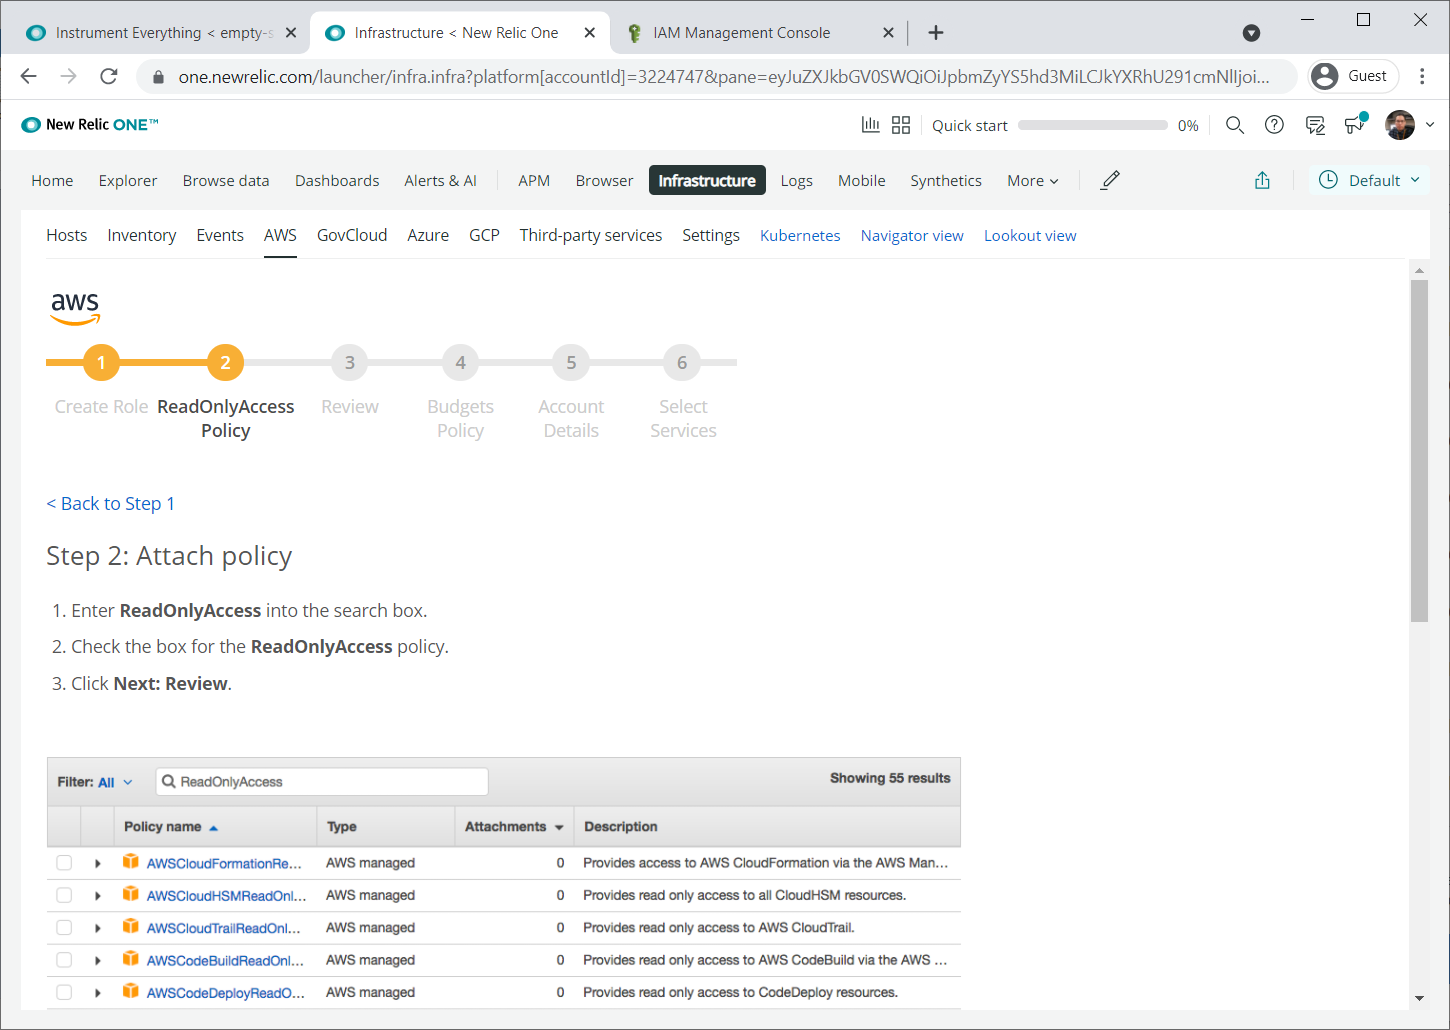 Instrument Everything < empty-s
Infrastructure < New Relic One
IAM Management Console
one.newrelic.com/launcher/infra.infra?platform[accountId]=3224747&pane=eyJuZXJkbGV0SWQiOiJpbmZyYS5hd3MiLCJkYXRhU291cmNlIjoi...
Guest
New Relic ONE™
Quick start
0%
Home
Explorer
Browse data
Dashboards
Alerts & AI
APM
Browser
Infrastructure
Logs
Mobile
Synthetics
More
Default
Hosts
Inventory
Events
AWS
GovCloud
Azure
GCP
Third-party services
Settings
Kubernetes
Navigator view
Lookout view
aws
1
2
3
4
5
6
Create Role
ReadOnlyAccess
Policy
Review
Budgets
Policy
Account
Details
Select
Services
< Back to Step 1
Step 2: Attach policy
1. Enter ReadOnlyAccess into the search box.
2. Check the box for the ReadOnlyAccess policy.
3. Click Next: Review.
Filter: All
ReadOnlyAccess
Showing 55 results
Policy name
Type
Attachments
Description
AWSCloudFormationRe...
AWS managed
0
Provides access to AWS CloudFormation via the AWS Man...
AWSCloudHSMReadOnl...
AWS managed
0
Provides read only access to all CloudHSM resources.
AWSCloudTrailReadOnl...
AWS managed
0
Provides read only access to AWS CloudTrail.
AWSCodeBuildReadOnl...
AWS managed
0
Provides read only access to AWS CodeBuild via the AWS ...
AWSCodeDeployReadO...
AWS managed
0
Provides read only access to CodeDeploy resources.